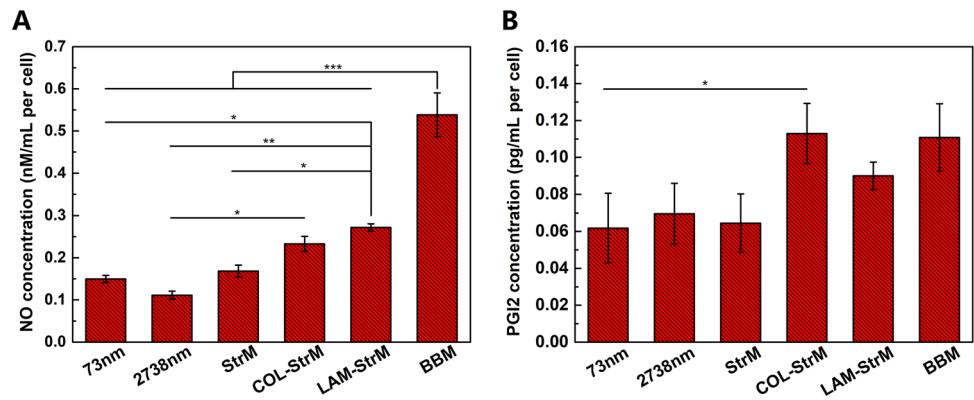 A
NO concentration (nM/mL per cell)
0.7
0.6
0.5
0.4
0.3
0.2
0.1
0.0
***
*
**
*
*
73nm
2738nm
StrM
COL-StrM
LAM-StrM
BBM
B
PGI2 concentration (pg/mL per cell)
0.16
0.14
0.12
0.10
0.08
0.06
0.04
0.02
0.00
*
73nm
2738nm
StrM
COL-StrM
LAM-StrM
BBM